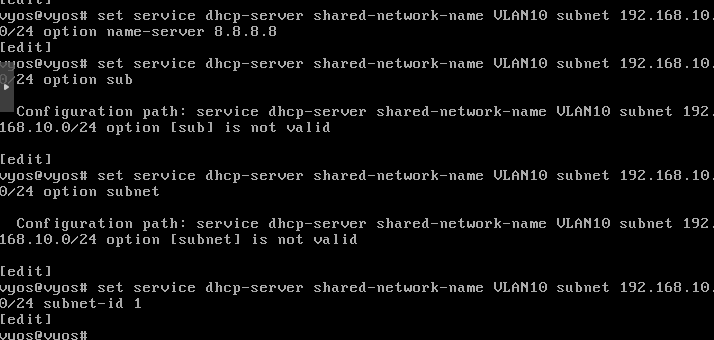 [edit]
vyos@vyos# set service dhcp-server shared-network-name VLAN10 subnet 192.168.10.
0/24 option name-server 8.8.8.8
[edit]
vyos@vyos# set service dhcp-server shared-network-name VLAN10 subnet 192.168.10.
0/24 option sub
Configuration path: service dhcp-server shared-network-name VLAN10 subnet 192.
168.10.0/24 option [sub] is not valid
[edit]
vyos@vyos# set service dhcp-server shared-network-name VLAN10 subnet 192.168.10.
0/24 option subnet
Configuration path: service dhcp-server shared-network-name VLAN10 subnet 192.
168.10.0/24 option [subnet] is not valid
[edit]
vyos@vyos# set service dhcp-server shared-network-name VLAN10 subnet 192.168.10.
0/24 subnet-id 1
[edit]
vyos@vyos#